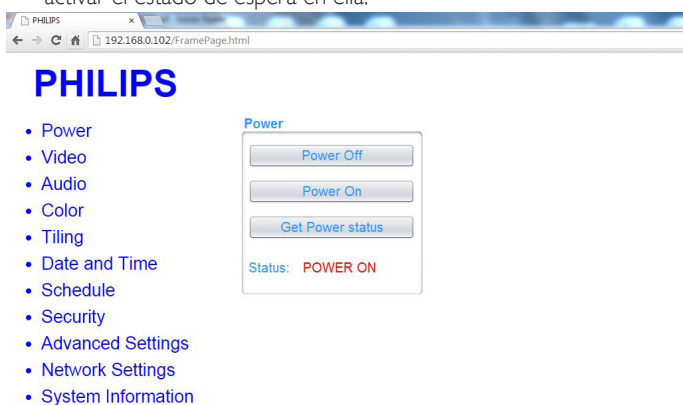 activar el estado de espera en ella.
PHILIPS ×
192.168.0.102/FramePage.html
PHILIPS
• Power
• Video
• Audio
• Color
• Tiling
• Date and Time
• Schedule
• Security
• Advanced Settings
• Network Settings
• System Information
Power
Power Off
Power On
Get Power status
Status: POWER ON